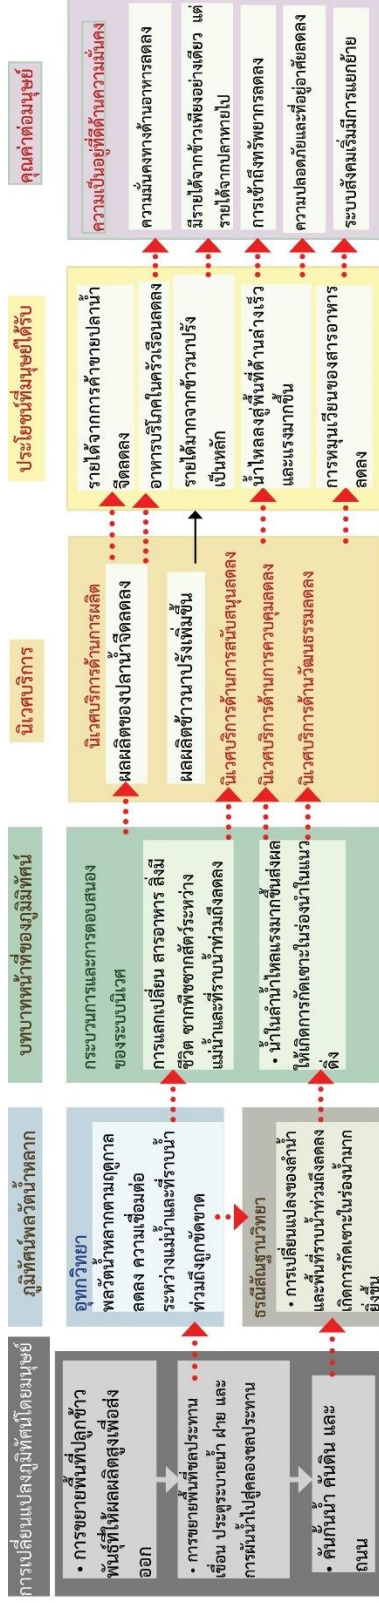 การเปลี่ยนแปลงภูมิทัศน์โดยมนุษย์
• การขยายพื้นที่ปลูกข้าว
พันธุ์ที่ให้ผลผลิตสูงเพื่อส่ง
ออก
• การขยายพื้นที่ชลประทาน
เขื่อน ประตูระบายน้ำ ฝาย และ
การผันน้ำไปสู่คลองชลประทาน
• คันกั้นน้ำ คันดิน และ
ถนน
ภูมิทัศน์พลวัตน้ำหลาก
อุทกวิทยา
พลวัตน้ำหลากตามฤดูกาล
ลดลง ความเชื่อมต่อ
ระหว่างแม่น้ำและที่ราบน้ำ
ท่วมถึงถูกขัดขาด
ธรณีสัณฐานวิทยา
• การเปลี่ยนแปลงของลำน้ำ
และพื้นที่ราบน้ำท่วมถึงลดลง
เกิดการกัดเซาะในร่องน้ำมาก
ยิ่งขึ้น
บทบาทหน้าที่ของภูมิมิทัศน์
กระบวนการและการตอบสนอง
ของระบบนิเวศ
การแลกเปลี่ยน สารอาหาร สิ่งมี
ชีวิต ซากพืชซากสัตว์ระหว่าง
แม่น้ำและที่ราบน้ำท่วมถึงลดลง
• น้ำในลำน้ำไหลแรงมากขึ้นส่งผล
ให้เกิดการกัดเซาะในร่องน้ำในแนว
ดิ่ง
นิเวศบริการ
นิเวศบริการด้านการผลิต
ผลผลิตของปลาน้ำจืดลดลง
ผลผลิตข้าวนาปรังเพิ่มขึ้น
นิเวศบริการด้านการสนับสนุนลดลง
นิเวศบริการด้านการควบคุมลดลง
นิเวศบริการด้านวัฒนธรรมลดลง
ประโยชน์ที่มนุษย์ได้รับ
รายได้จากการค้าขายปลาน้ำ
จืดลดลง
อาหารบริโภคในครัวเรือนลดลง
รายได้มากจากข้าวนาปรัง
เป็นหลัก
น้ำไหลลงสู่พื้นที่ด้านล่างเร็ว
และแรงมากขึ้น
การหมุนเวียนของสารอาหาร
ลดลง
คุณค่าต่อมนุษย์
ความเป็นอยู่ที่ดีด้านความมั่นคง
ความมั่นคงทางด้านอาหารลดลง
มีรายได้จากข้าวเพียงอย่างเดียว แต่
รายได้จากปลาหายไป
การเข้าถึงทรัพยากรลดลง
ความปลอดภัยและที่อยู่อาศัยลดลง
ระบบสังคมเริ่มมีการแยกย้าย